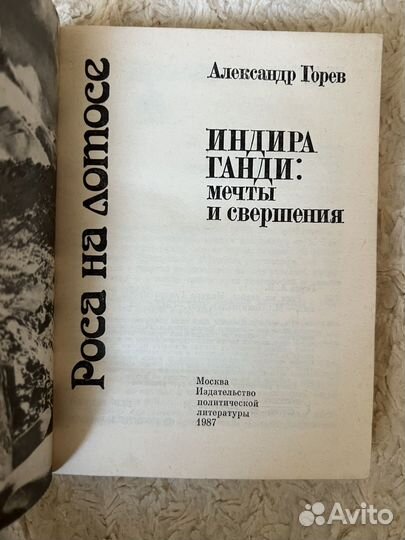 Роса на лотосе
Александр Горев
ИНДИРА
ГАНДИ:
мечты
и свершения
Москва
Издательство
политической
литературы
1987
Avito